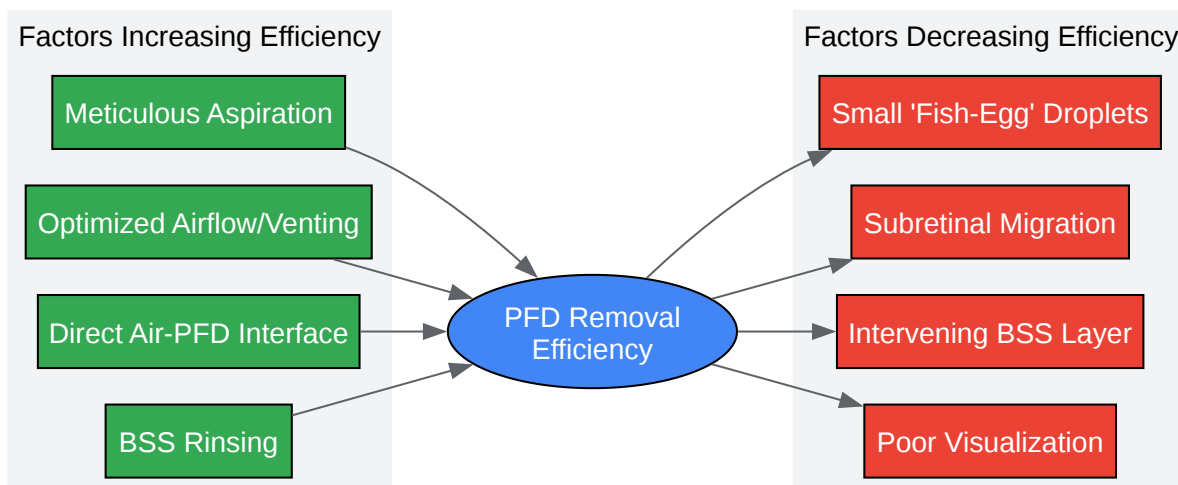 Factors Increasing Efficiency
Meticulous Aspiration
Optimized Airflow/Venting
Direct Air-PFD Interface
BSS Rinsing
PFD Removal
Efficiency
Factors Decreasing Efficiency
Small 'Fish-Egg' Droplets
Subretinal Migration
Intervening BSS Layer
Poor Visualization